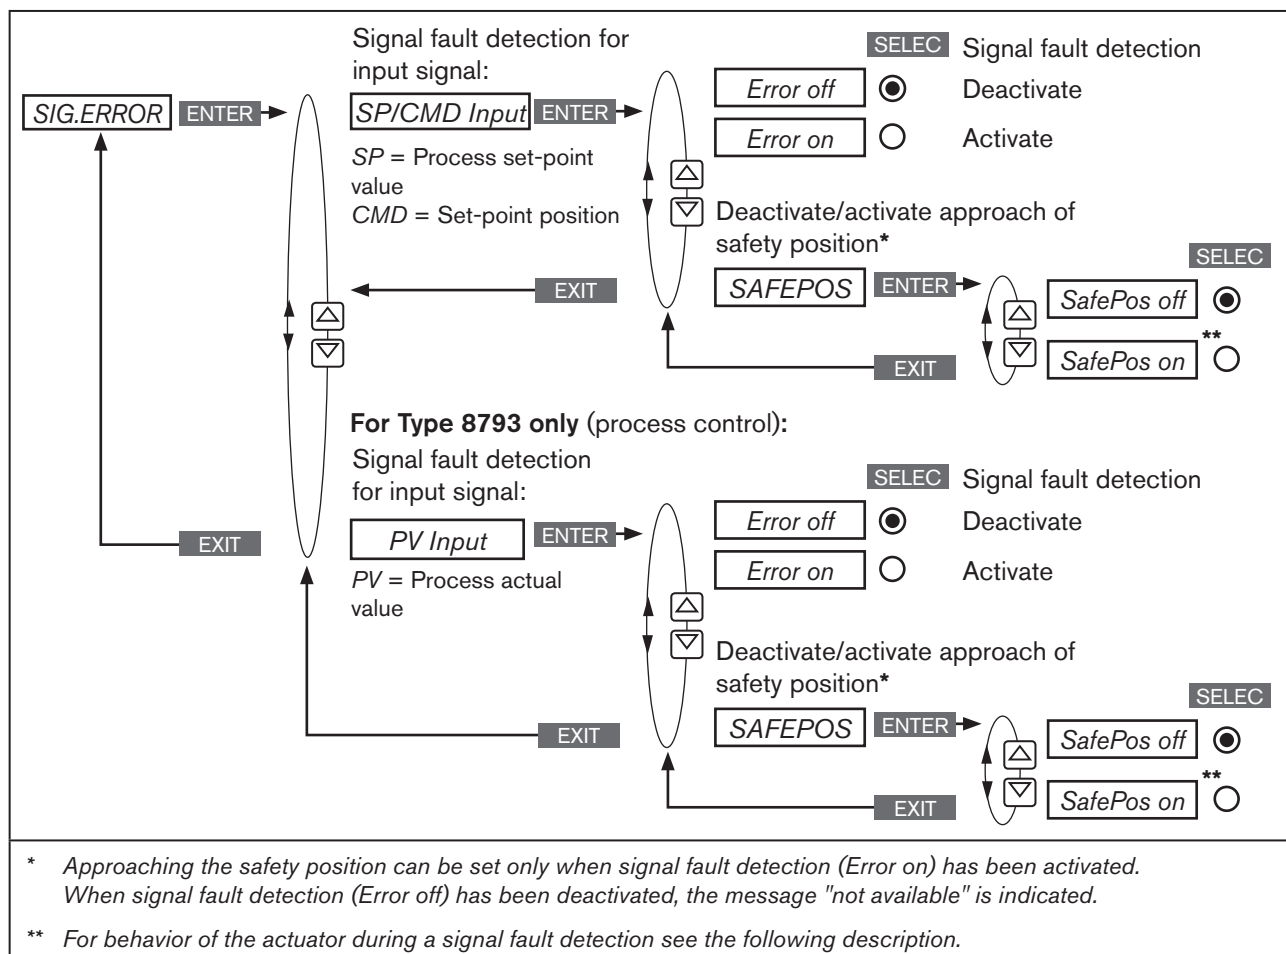 Signal fault detection for
input signal:
SELEC Signal fault detection
Error off Deactivate
SIG.ERROR ENTER SP/CMD Input ENTER
Error on Activate
SP = Process set-point
value
CMD = Set-point position
Deactivate/activate approach of
safety position*
SELEC
EXIT SAFEPOS ENTER SafePos off
**
SafePos on
EXIT
For Type 8793 only (process control):
Signal fault detection
for input signal:
SELEC Signal fault detection
Error off Deactivate
EXIT PV Input ENTER
Error on Activate
PV = Process actual
value
Deactivate/activate approach of
safety position*
SELEC
EXIT SAFEPOS ENTER SafePos off
**
SafePos on
EXIT
* Approaching the safety position can be set only when signal fault detection (Error on) has been activated.
When signal fault detection (Error off) has been deactivated, the message "not available" is indicated.
** For behavior of the actuator during a signal fault detection see the following description.